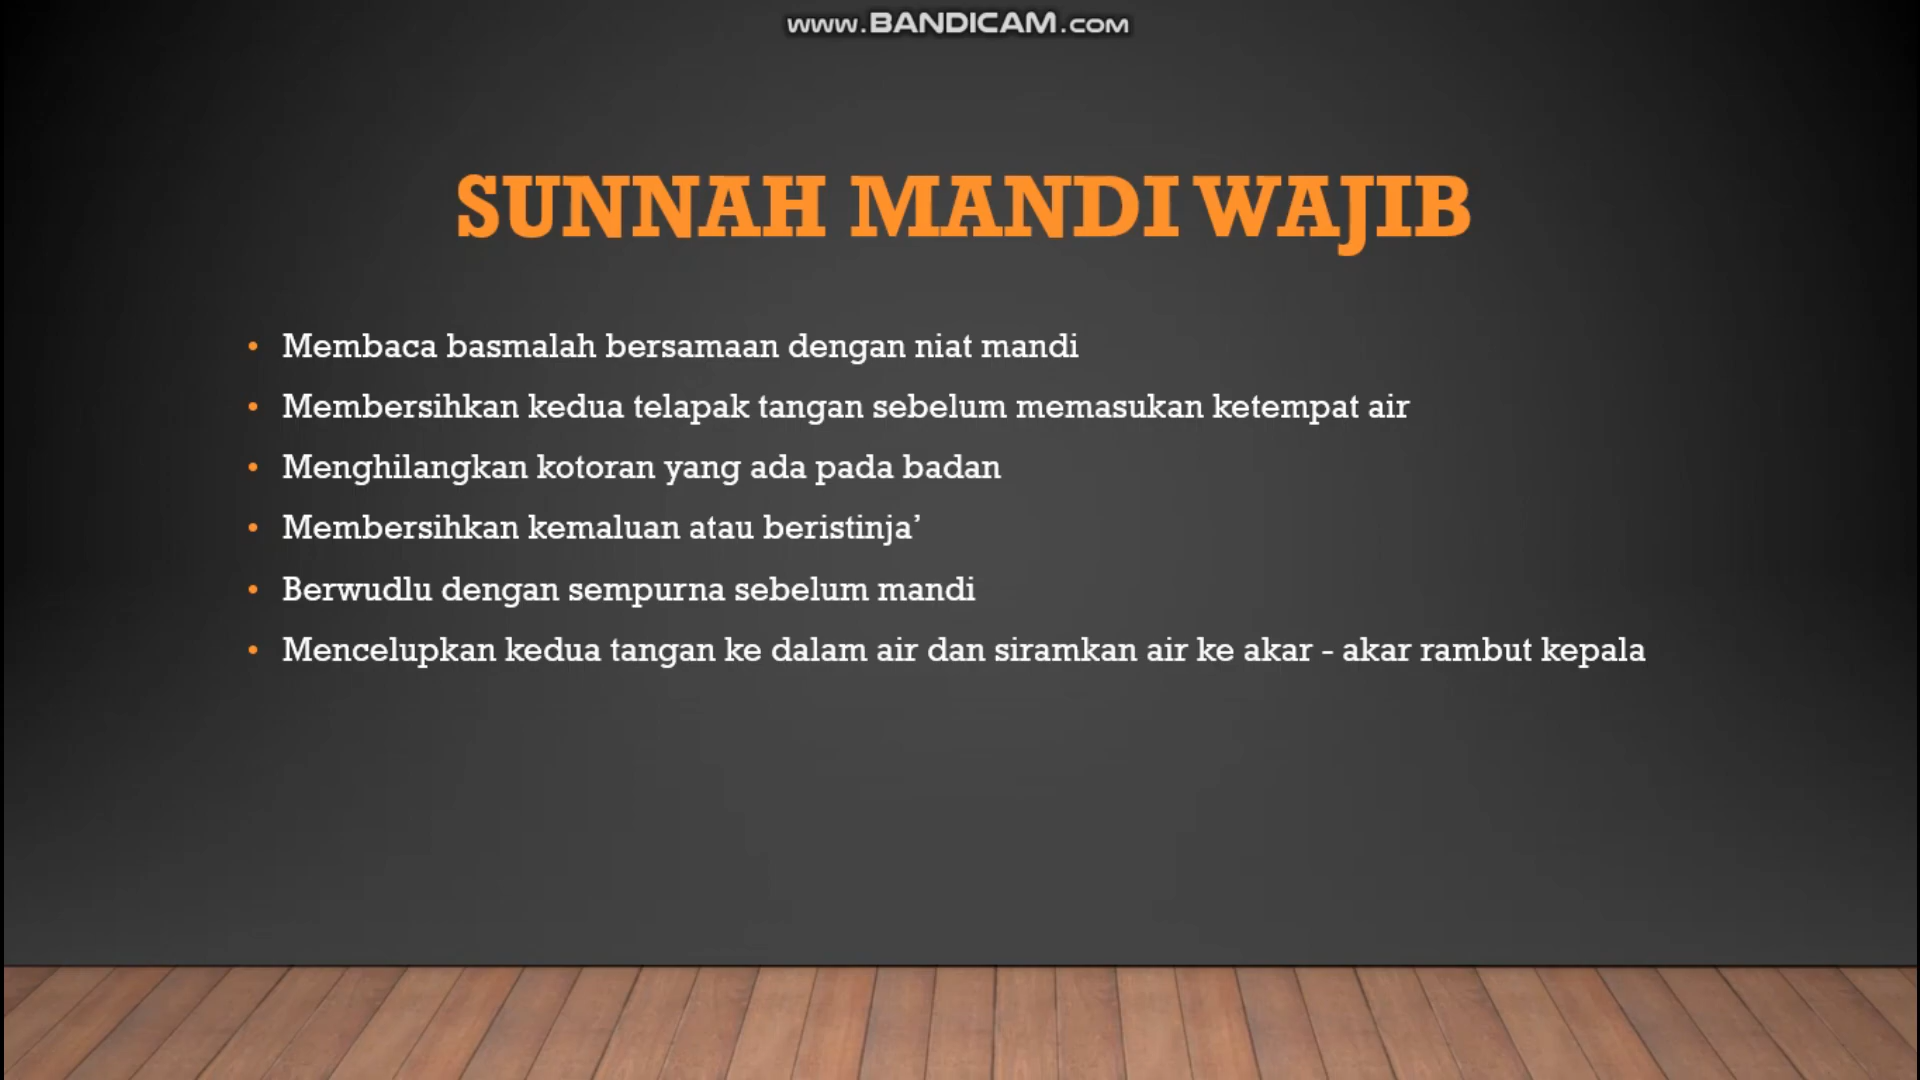 www.BANDICAM.com
SUNNAH MANDI WAJIB
• Membaca basmalah bersamaan dengan niat mandi
• Membersihkan kedua telapak tangan sebelum memasukan ketempat air
• Menghilangkan kotoran yang ada pada badan
• Membersihkan kemaluan atau beristinja’
• Berwudlu dengan sempurna sebelum mandi
• Mencelupkan kedua tangan ke dalam air dan siramkan air ke akar - akar rambut kepala